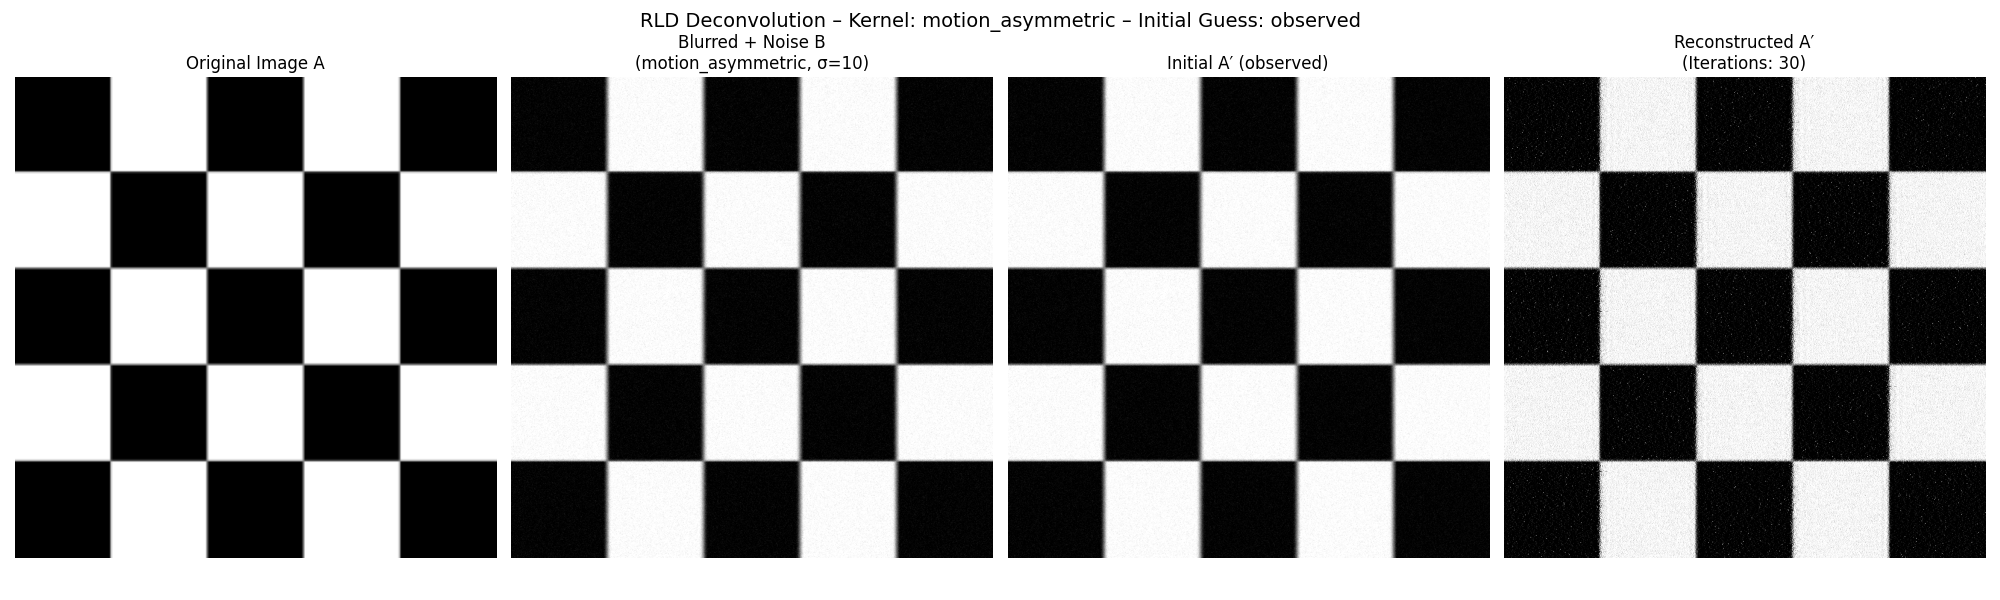 RLD Deconvolution – Kernel: motion_asymmetric – Initial Guess: observed
Original Image A
Blurred + Noise B
(motion_asymmetric, σ=10)
Initial A′ (observed)
Reconstructed A′
(Iterations: 30)